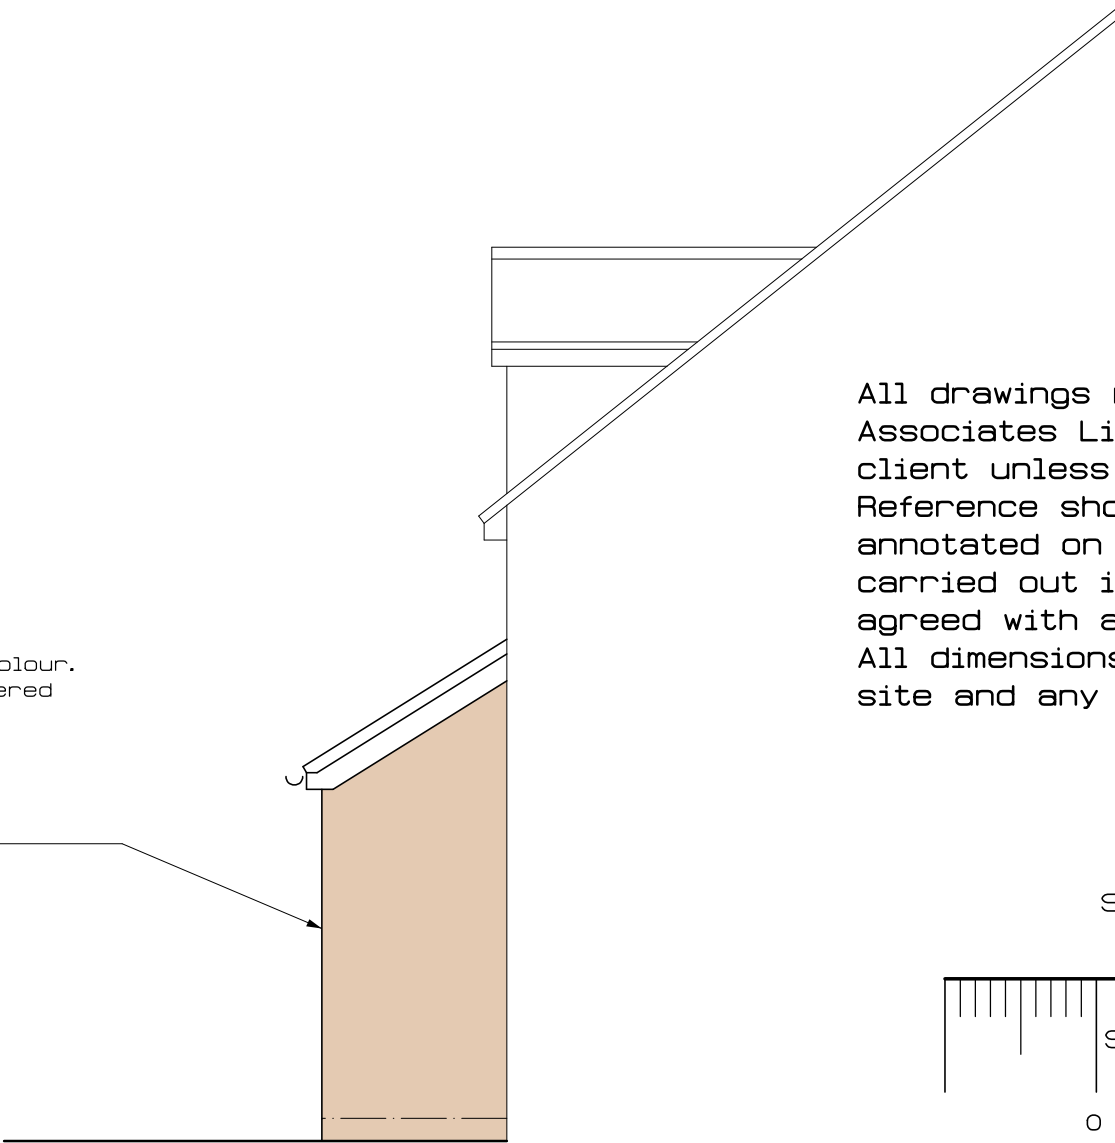 olour.
ered
All drawings
Associates Li
client unless
Reference sho
annotated on
carried out i
agreed with a
All dimensions
site and any
S
S
0